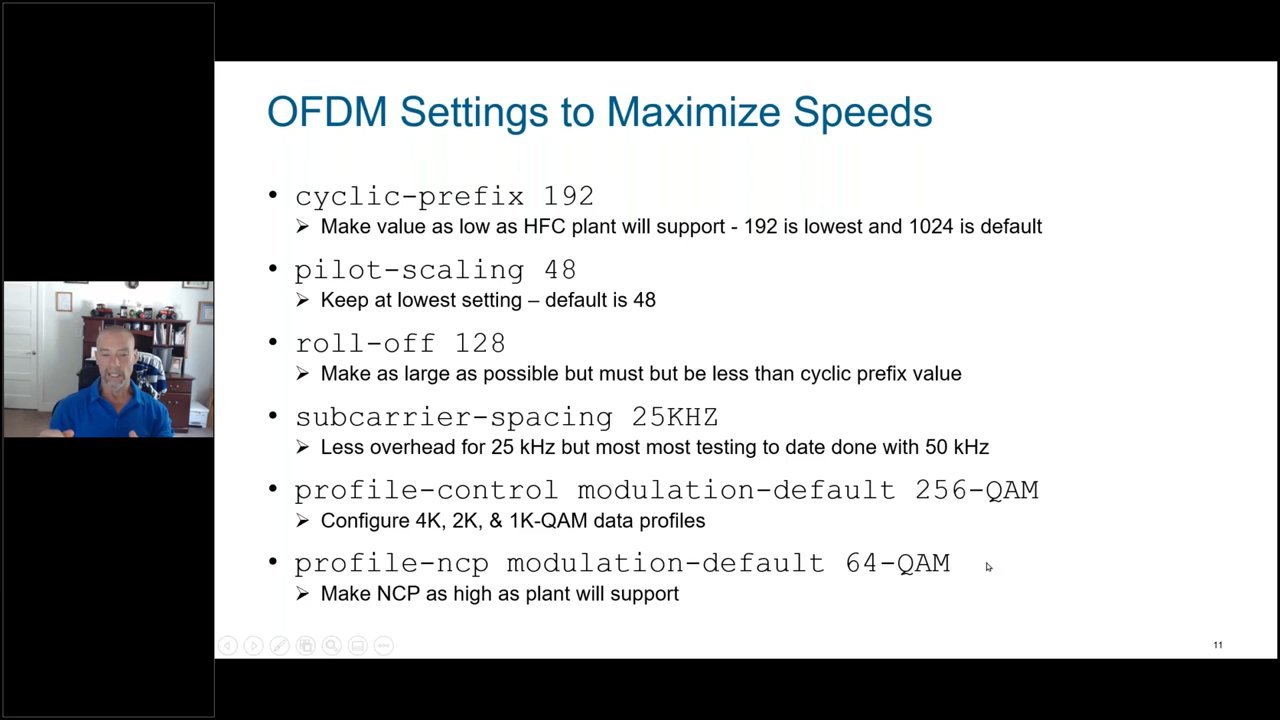 OFDM Settings to Maximize Speeds
• cyclic-prefix 192
➢ Make value as low as HFC plant will support - 192 is lowest and 1024 is default
• pilot-scaling 48
➢ Keep at lowest setting – default is 48
• roll-off 128
➢ Make as large as possible but must but be less than cyclic prefix value
• subcarrier-spacing 25KHZ
➢ Less overhead for 25 kHz but most most testing to date done with 50 kHz
• profile-control modulation-default 256-QAM
➢ Configure 4K, 2K, & 1K-QAM data profiles
• profile-ncp modulation-default 64-QAM
➢ Make NCP as high as plant will support
11